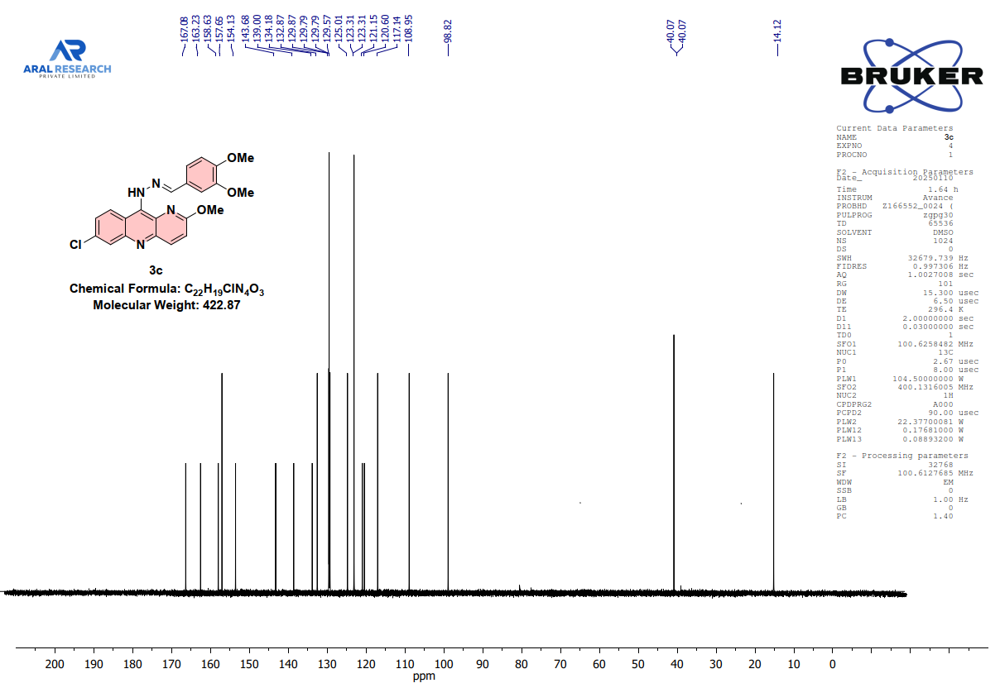 167.08
163.23
158.63
157.65
154.13
143.68
139.00
134.18
132.87
129.87
129.79
129.79
129.57
125.01
123.31
123.31
121.15
120.60
117.14
108.95
98.82
40.07
40.07
14.12
AR
ARAL RESEARCH
PRIVATE LIMITED
BRUKER
OMe
N
HN
OMe
N
OMe
Cl
N
3c
Chemical Formula: C22H19ClN4O3
Molecular Weight: 422.87
Current Data Parameters
NAME 3c
EXPNO 4
PROCNO 1
F2 - Acquisition Parameters
Date_ 20250110
Time 1.64 h
INSTRUM Avance
PROBHD Z166552_0024 (
PULPROG zgpg30
TD 65536
SOLVENT DMSO
NS 1024
DS 0
SWH 32679.739 Hz
FIDRES 0.997306 Hz
AQ 1.0027008 sec
RG 101
DW 15.300 usec
DE 6.50 usec
TE 296.4 K
D1 2.00000000 sec
D11 0.03000000 sec
TD0 1
SFO1 100.6258482 MHz
NUC1 13C
P0 2.67 usec
P1 8.00 usec
PLW1 104.50000000 W
SFO2 400.1316005 MHz
NUC2 1H
CPDPRG2 A000
PCPD2 90.00 usec
PLW2 22.37700081 W
PLW12 0.17681000 W
PLW13 0.08893200 W
F2 - Processing parameters
SI 32768
SF 100.6127685 MHz
WDW EM
SSB 0
LB 1.00 Hz
GB 0
PC 1.40
200 190 180 170 160 150 140 130 120 110 100 90 80 70 60 50 40 30 20 10 0
ppm